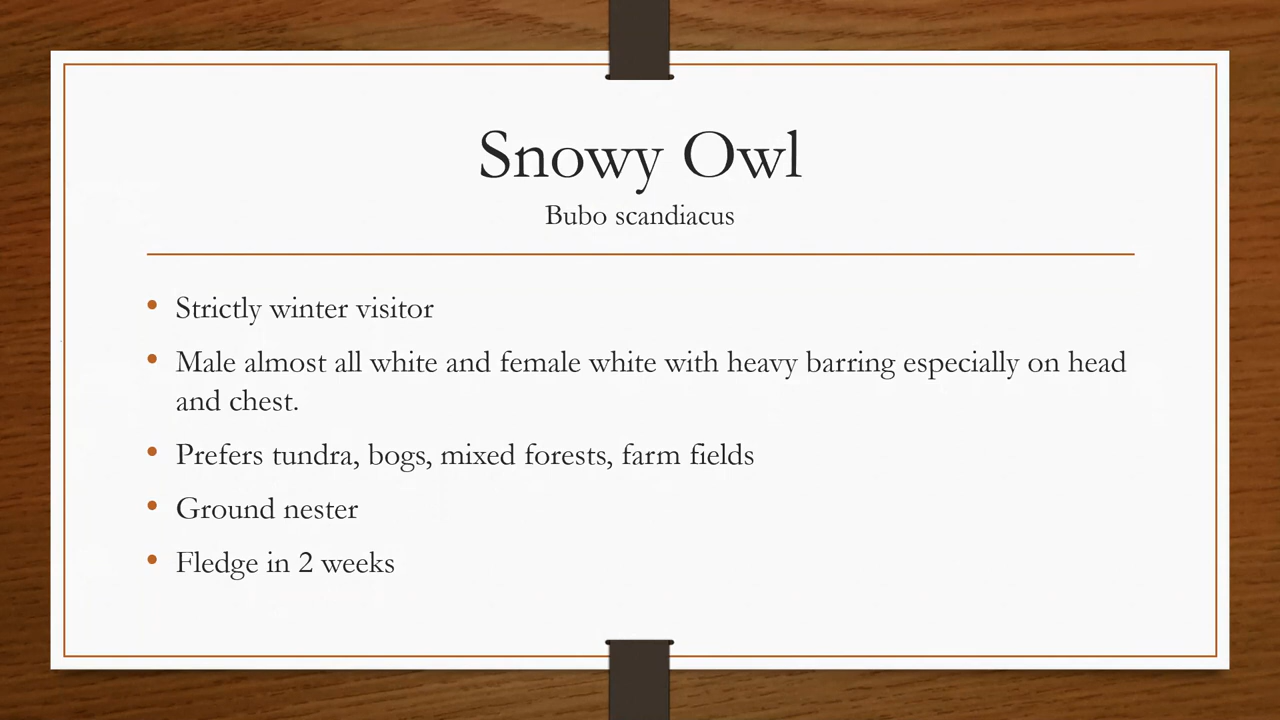 Snowy Owl
Bubo scandiacus
• Strictly winter visitor
• Male almost all white and female white with heavy barring especially on head
and chest.
• Prefers tundra, bogs, mixed forests, farm fields
• Ground nester
• Fledge in 2 weeks